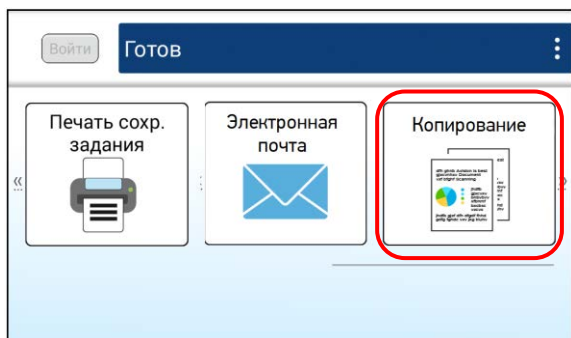 Войти
Готов
Печать сохр.
задания
Электронная
почта
Копирование
«
»